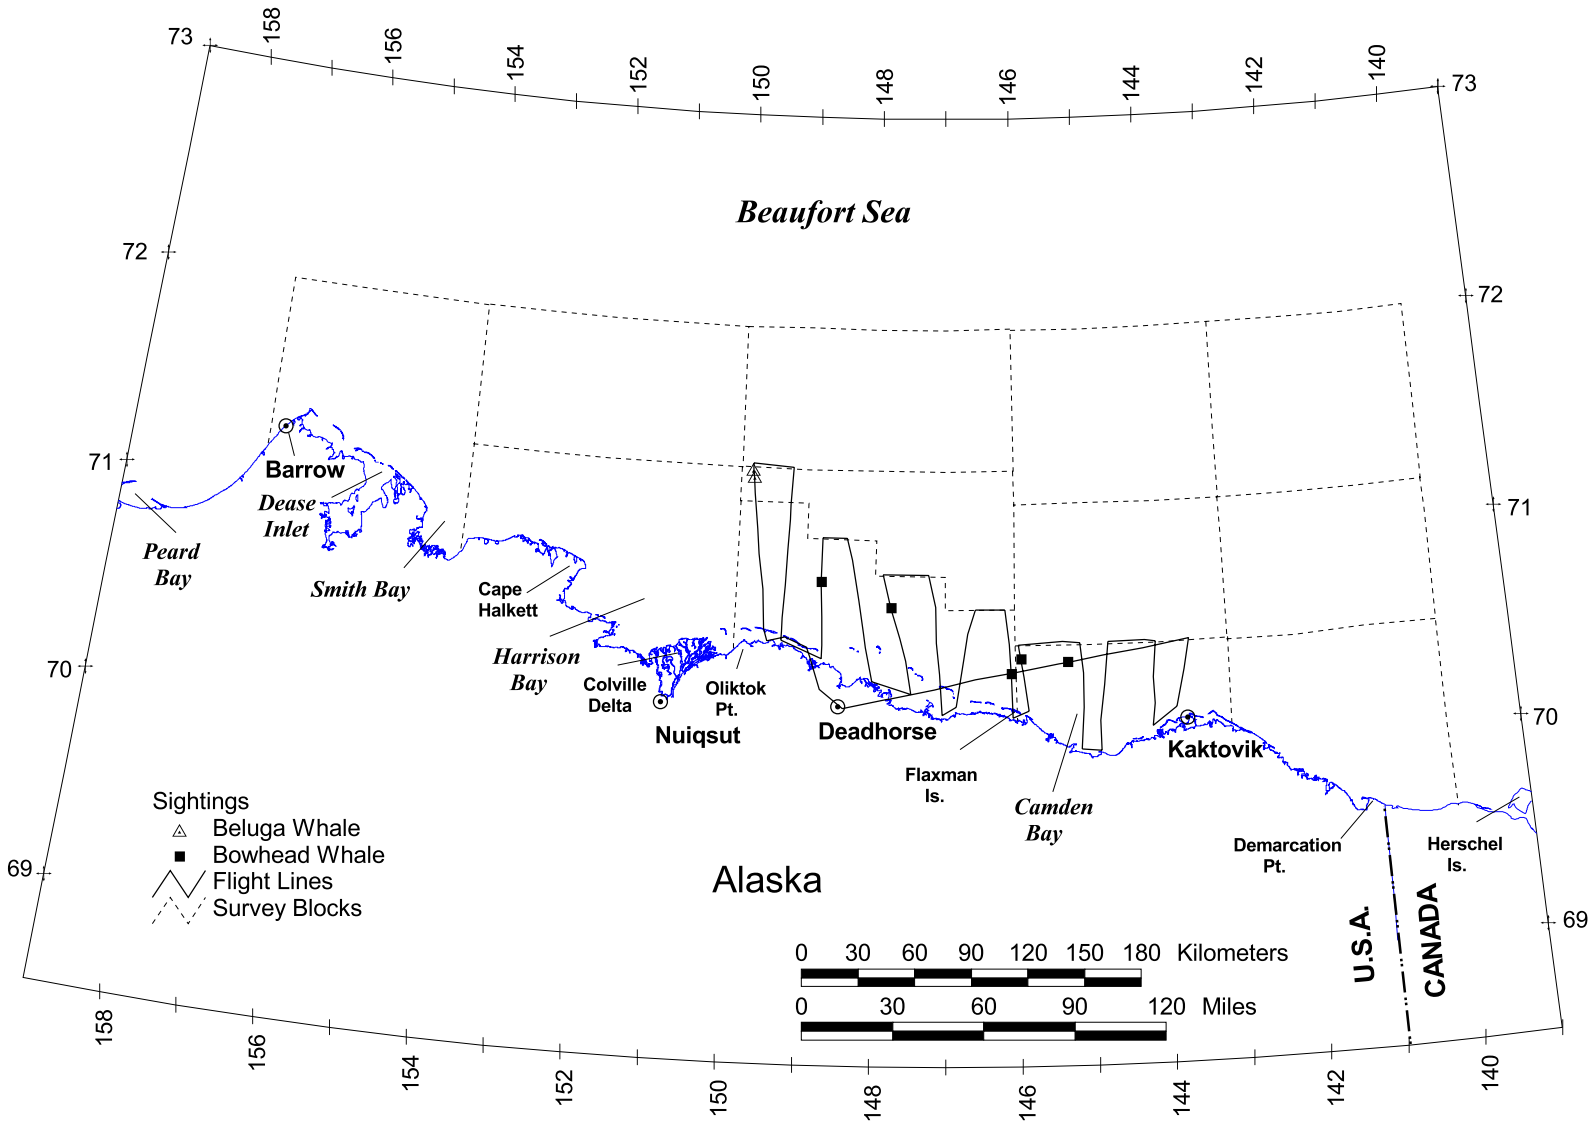 158
156
154
152
150
148
146
144
142
140
73
73
Beaufort Sea
72
72
71
71
Barrow
Dease
Inlet
Peard
Bay
Smith Bay
Cape
Halkett
Harrison
Bay
Colville
Delta
Oliktok
Pt.
Nuiqsut
Deadhorse
Kaktovik
70
70
Flaxman
Is.
Camden
Bay
Demarcation
Pt.
Herschel
Is.
Sightings
Beluga Whale
Bowhead Whale
Flight Lines
Survey Blocks
Alaska
69
69
U.S.A.
CANADA
0 30 60 90 120 150 180 Kilometers
0 30 60 90 120 Miles
158
156
154
152
150
148
146
144
142
140